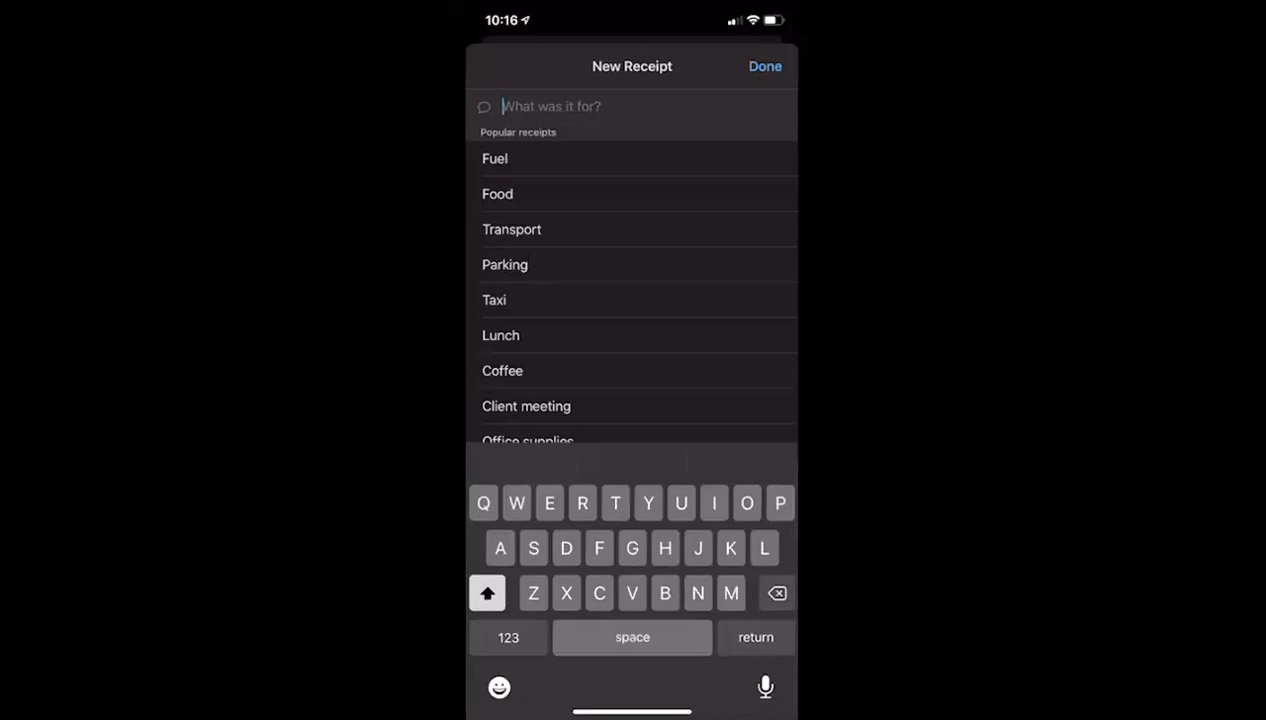 10:16
New Receipt
Done
What was it for?
Popular receipts
Fuel
Food
Transport
Parking
Taxi
Lunch
Coffee
Client meeting
Office supplies
Q W E R T Y U I O P
A S D F G H J K L
Z X C V B N M
123 space return